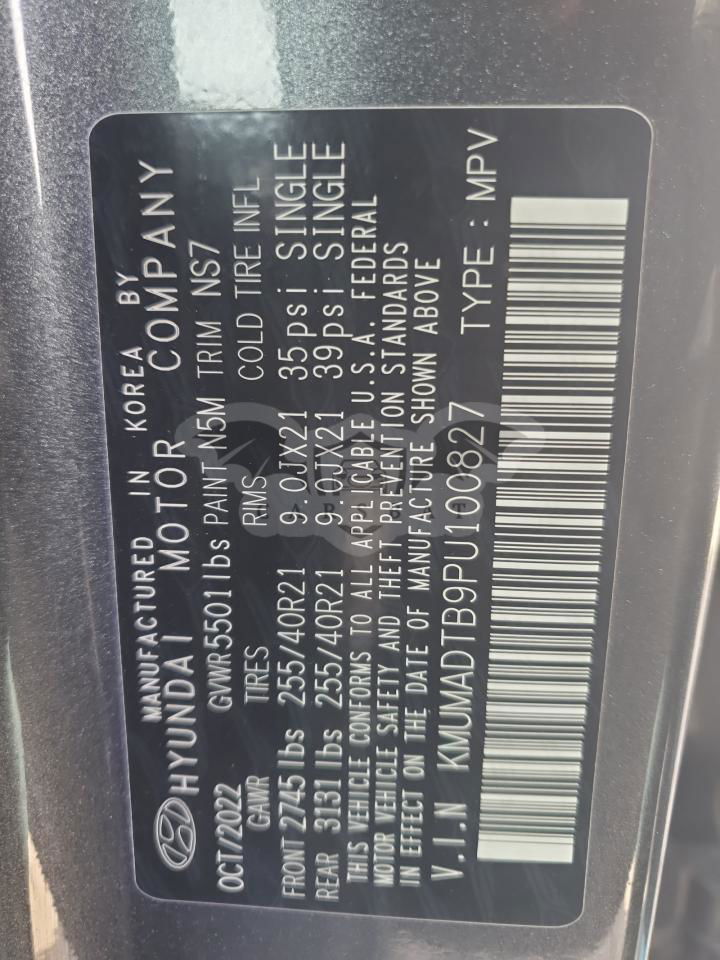 MANUFACTURED IN KOREA BY
HYUNDAI MOTOR COMPANY
OCT/2022 GVWR 5501lbs PAINT N5M TRIM NS7
GAWR TIRES RIMS COLD TIRE INFL
FRONT 2745lbs 255/40R21 9.0JX21 35psi SINGLE
REAR 3131lbs 255/40R21 9.0JX21 39psi SINGLE
THIS VEHICLE CONFORMS TO ALL APPLICABLE U.S.A. FEDERAL
MOTOR VEHICLE SAFETY AND THEFT PREVENTION STANDARDS
IN EFFECT ON THE DATE OF MANUFACTURE SHOWN ABOVE
V.I.N KMUMADTB9PU100827 TYPE : MPV